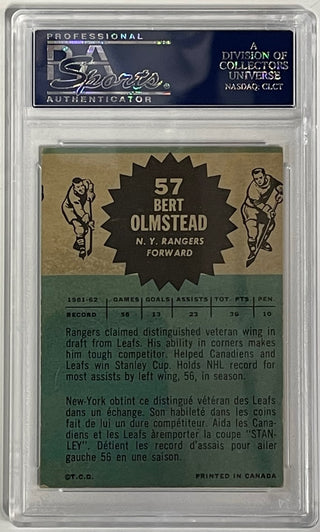 PROFESSIONAL
PSA
Sports
AUTHENTICATOR
A
DIVISION OF
COLLECTORS
UNIVERSE
NASDAQ: CLCT
57
BERT
OLMSTEAD
N. Y. RANGERS
FORWARD
1961-62 GAMES GOALS ASSISTS TOT. PTS. PEN.
RECORD 56 13 23 36 10
Rangers claimed distinguished veteran wing in
draft from Leafs. His ability in corners makes
him tough competitor. Helped Canadiens and
Leafs win Stanley Cup. Holds NHL record for
most assists by left wing, 56, in season.
New-York obtint ce distingué vétéran des Leafs
dans un échange. Son habileté dans les coins
fait de lui un dure compétiteur. Aida les Cana-
diens et les Leafs àremporter la coupe "STAN-
LEY". Détient les record d'assais pour ailer
gauche 56 en une saison.
©T.C.G. PRINTED IN CANADA